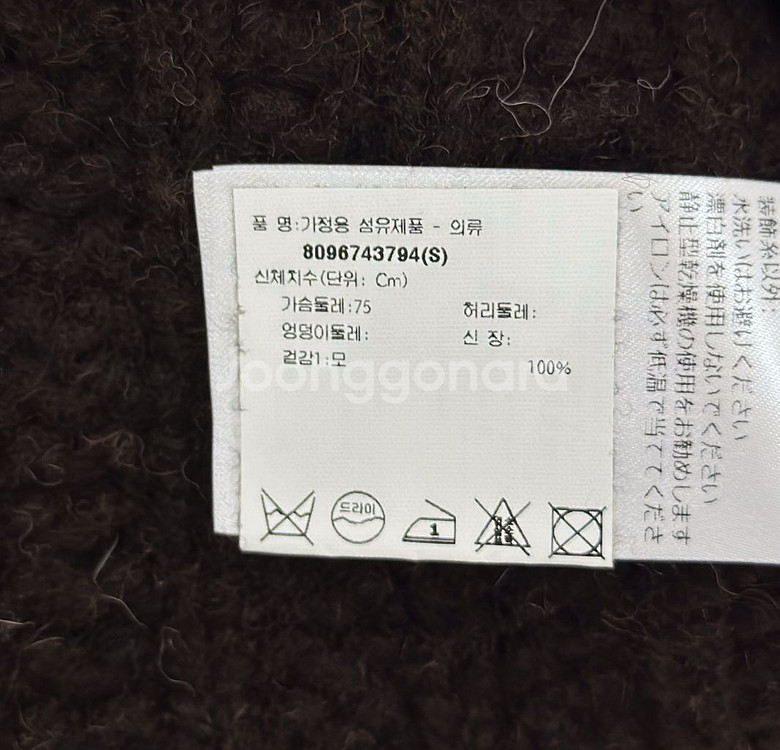 품 명:가정용 섬유제품 - 의류
8096743794(S)
신체치수(단위: Cm)
가슴둘레:75 허리둘레:
엉덩이둘레: 신 장:
겉감1:모 100%
Joonggonara
드라이
1
装飾糸以外:
水洗いはお避けください
漂白剤を使用しないでください
静止型乾燥機の使用をお勧めします
アイロンは必ず低温で当ててくださ
い